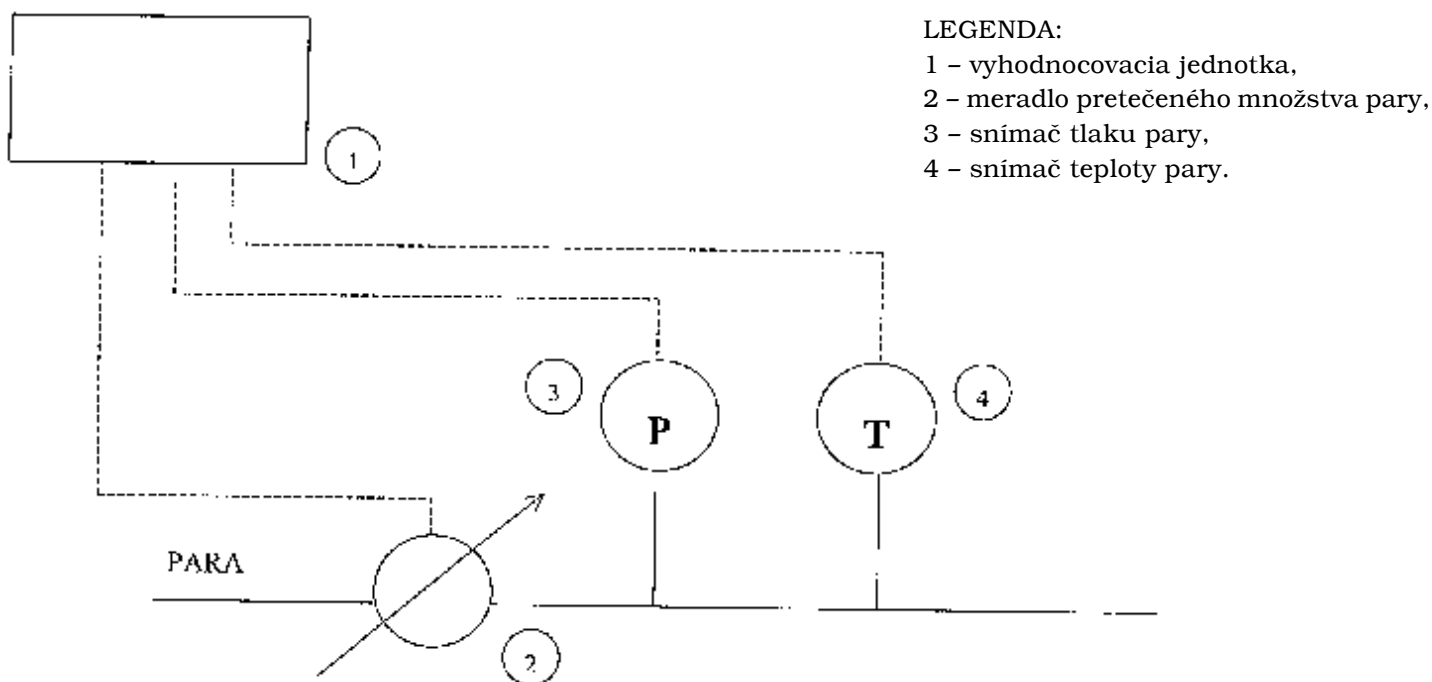 LEGENDA:
1 – vyhodnocovacia jednotka,
2 – meradlo pretečeného množstva pary,
3 – snímač tlaku pary,
4 – snímač teploty pary.
1
3
P
T
4
PARA
2